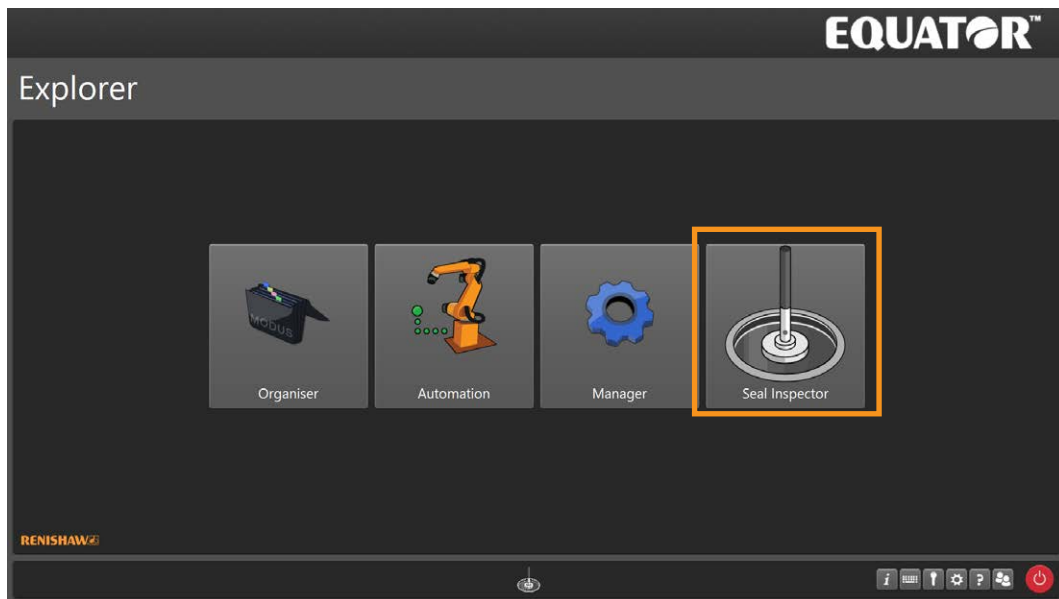 EQUATOR™
Explorer
MODUS
Organiser
Automation
Manager
Seal Inspector
RENISHAW
i
?